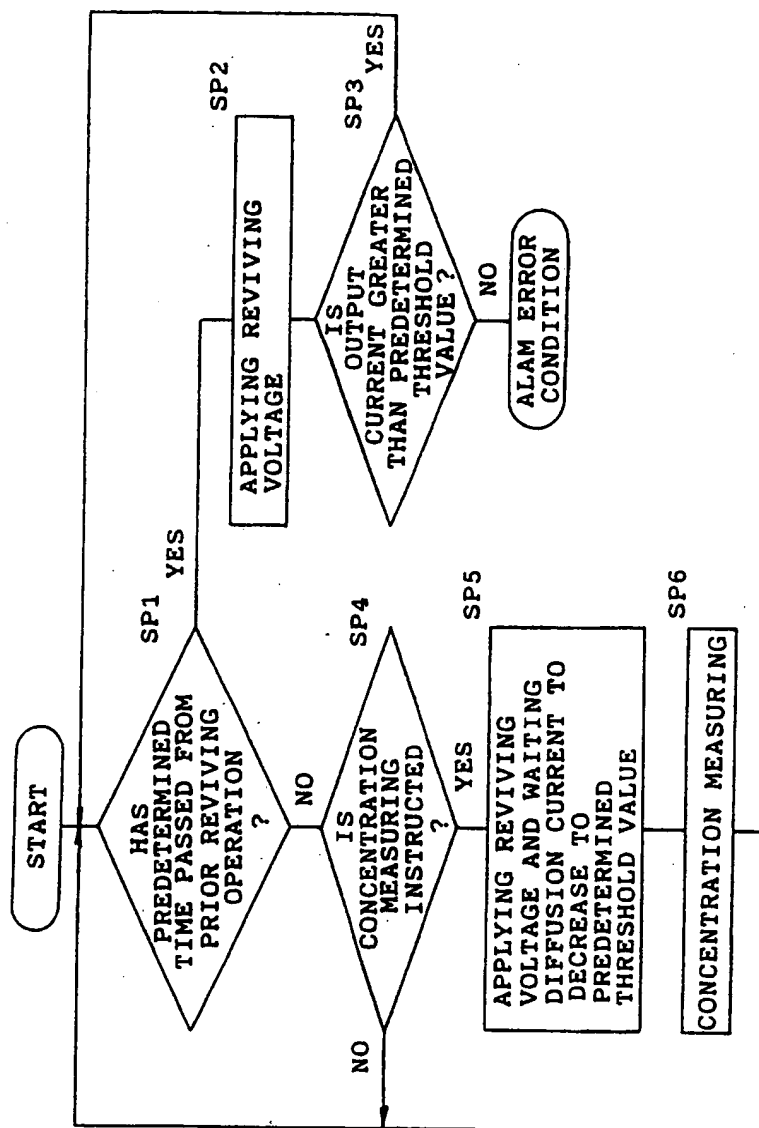 START
SP1
HAS
PREDETERMINED
TIME PASSED FROM
PRIOR REVIVING
OPERATION
?
YES
NO
SP2
APPLYING REVIVING
VOLTAGE
SP3
IS
OUTPUT
CURRENT GREATER
THAN PREDETERMINED
THRESHOLD
VALUE ?
YES
NO
ALAM ERROR
CONDITION
SP4
IS
CONCENTRATION
MEASURING
INSTRUCTED
?
NO
YES
SP5
APPLYING REVIVING
VOLTAGE AND WAITING
DIFFUSION CURRENT TO
DECREASE TO
PREDETERMINED
THRESHOLD VALUE
SP6
CONCENTRATION MEASURING